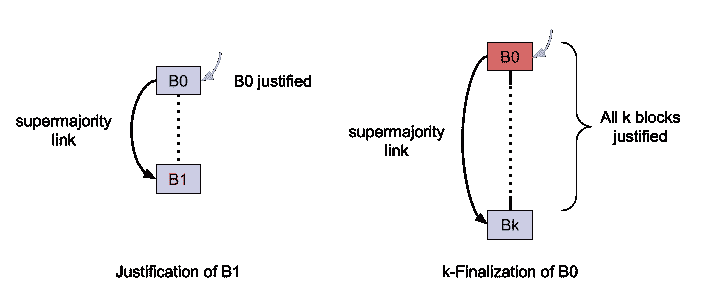 B0
B0 justified
supermajority
link
B1
Justification of B1
B0
supermajority
link
All k blocks
justified
Bk
k-Finalization of B0